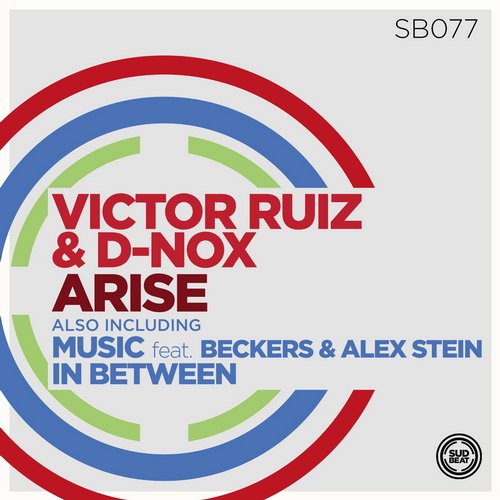 SB077
VICTOR RUIZ
& D-NOX
ARISE
ALSO INCLUDING
MUSIC feat. BECKERS & ALEX STEIN
IN BETWEEN
SUD
BEAT